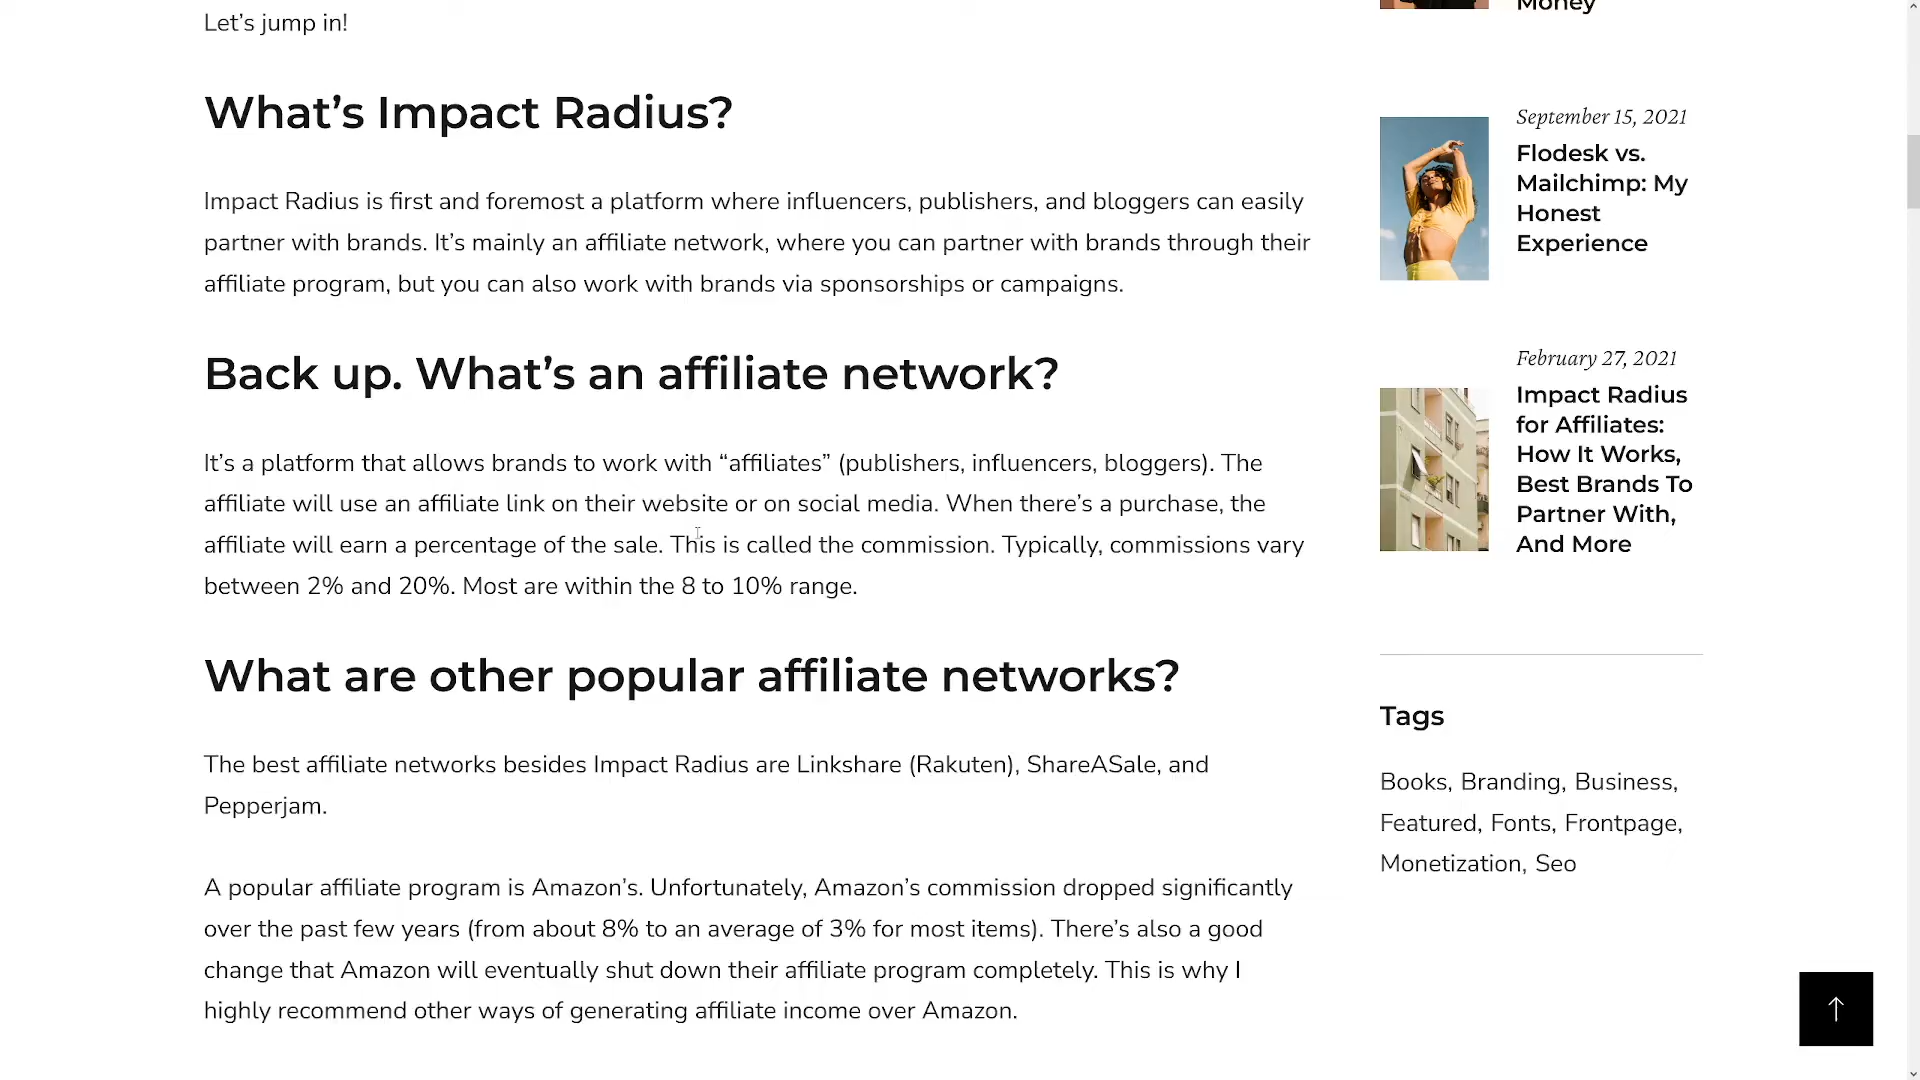 Let’s jump in!
What’s Impact Radius?
Impact Radius is first and foremost a platform where influencers, publishers, and bloggers can easily
partner with brands. It’s mainly an affiliate network, where you can partner with brands through their
affiliate program, but you can also work with brands via sponsorships or campaigns.
Back up. What’s an affiliate network?
It’s a platform that allows brands to work with “affiliates” (publishers, influencers, bloggers). The
affiliate will use an affiliate link on their website or on social media. When there’s a purchase, the
affiliate will earn a percentage of the sale. This is called the commission. Typically, commissions vary
between 2% and 20%. Most are within the 8 to 10% range.
What are other popular affiliate networks?
The best affiliate networks besides Impact Radius are Linkshare (Rakuten), ShareASale, and
Pepperjam.
A popular affiliate program is Amazon’s. Unfortunately, Amazon’s commission dropped significantly
over the past few years (from about 8% to an average of 3% for most items). There’s also a good
change that Amazon will eventually shut down their affiliate program completely. This is why I
highly recommend other ways of generating affiliate income over Amazon.
Money
September 15, 2021
Flodesk vs.
Mailchimp: My
Honest
Experience
February 27, 2021
Impact Radius
for Affiliates:
How It Works,
Best Brands To
Partner With,
And More
Tags
Books, Branding, Business,
Featured, Fonts, Frontpage,
Monetization, Seo